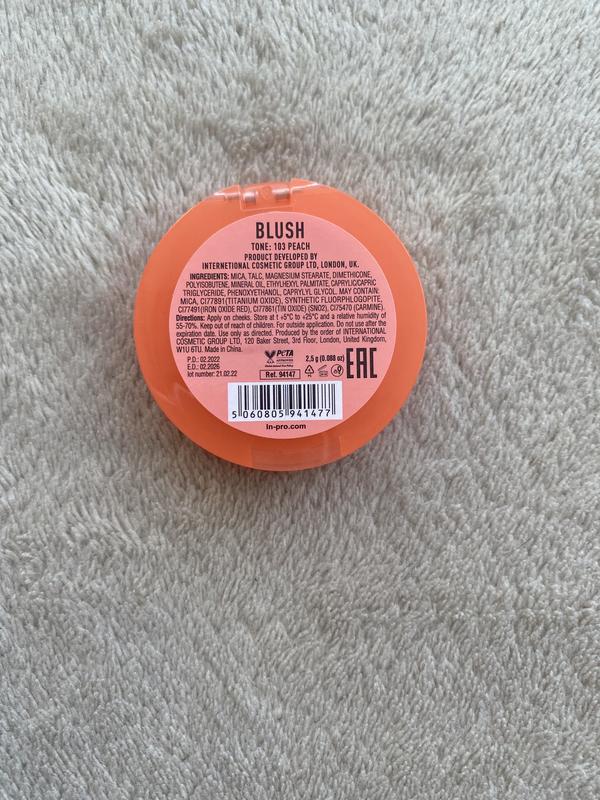 BLUSH
TONE: 103 PEACH
PRODUCT DEVELOPED BY
INTERNETIONAL COSMETIC GROUP LTD, LONDON, UK.
INGREDIENTS: MICA, TALC, MAGNESIUM STEARATE, DIMETHICONE,
POLYISOBUTENE, MINERAL OIL, ETHYLHEXYL PALMITATE, CAPRYLIC/CAPRIC
TRIGLYCERIDE, PHENOXYETHANOL, CAPRYLYL GLYCOL. MAY CONTAIN:
MICA, CI77891(TITANIUM OXIDE), SYNTHETIC FLUORPHLOGOPITE,
CI77491(IRON OXIDE RED), CI77861(TIN OXIDE) (SNO2), CI75470 (CARMINE).
Directions: Apply on cheeks. Store at t +5°C to +25°C and a relative humidity of
55-70%. Keep out of reach of children. For outside application. Do not use after the
expiration date. Use only as directed. Produced by the order of INTERNATIONAL
COSMETIC GROUP LTD, 120 Baker Street, 3rd Floor, London, United Kingdom,
W1U 6TU. Made in China.
P.D.: 02.2022
E.D.: 02.2026
lot number: 21.02.22
PETA
2,5 g (0.088 oz)
EAC
Ref. 94147
5 060805 941477
in-pro.com